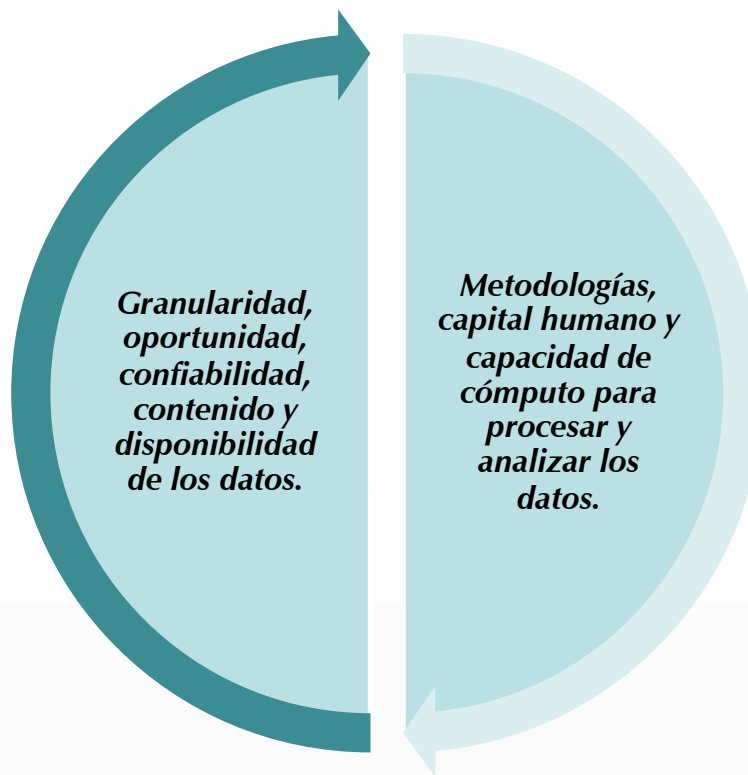 Granularidad,
oportunidad,
confiabilidad,
contenido y
disponibilidad
de los datos.
Metodologías,
capital humano y
capacidad de
cómputo para
procesar y
analizar los
datos.